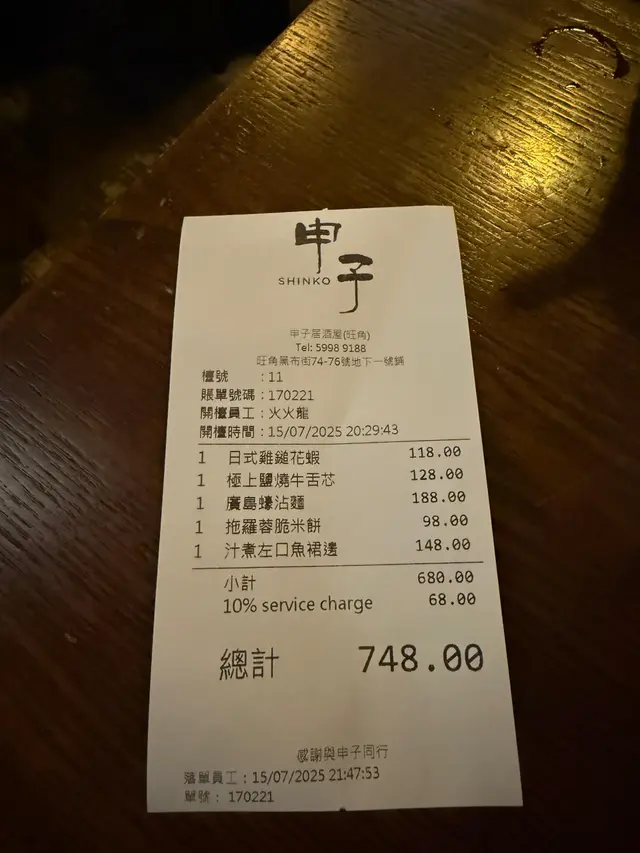 申子
SHINKO
申子居酒屋(旺角)
Tel: 5998 9188
旺角黑布街74-76號地下一號舖
檯號 : 11
賬單號碼 : 170221
開檯員工 : 火火龍
開檯時間 : 15/07/2025 20:29:43
1 日式雞鎚花蝦 118.00
1 極上鹽燒牛舌芯 128.00
1 廣島蠔沾麵 188.00
1 拖羅蓉脆米餅 98.00
1 汁煮左口魚裙邊 148.00
小計 680.00
10% service charge 68.00
總計 748.00
感謝與申子同行
落單員工 : 15/07/2025 21:47:53
單號 : 170221